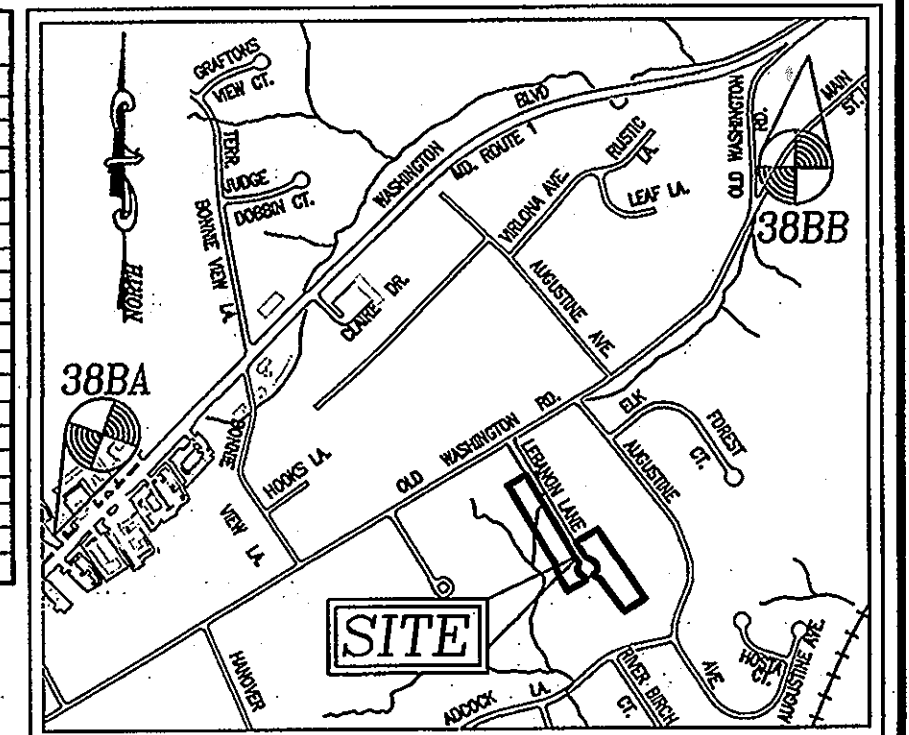 GRAFTONS
VIEW CT.
TERR.
JUDGE
DOBBIN CT.
BONNIE VIEW LA.
NORTH
WASHINGTON BLVD
MD. ROUTE 1
VIRLONA AVE.
RUSTIC LA.
LEAF LA.
OLD WASHINGTON RD.
MAIN ST.
38BB
CLAIRE DR.
AUGUSTINE AVE.
38BA
BONNIE VIEW LA.
HOOKS LA.
OLD WASHINGTON RD.
LEBANON LANE
ELK FOREST CT.
AUGUSTINE AVE
SITE
HANOVER
ADCOCK LA.
RIVER BIRCH CT.
HOSTA CT.
AUGUSTINE AVE.